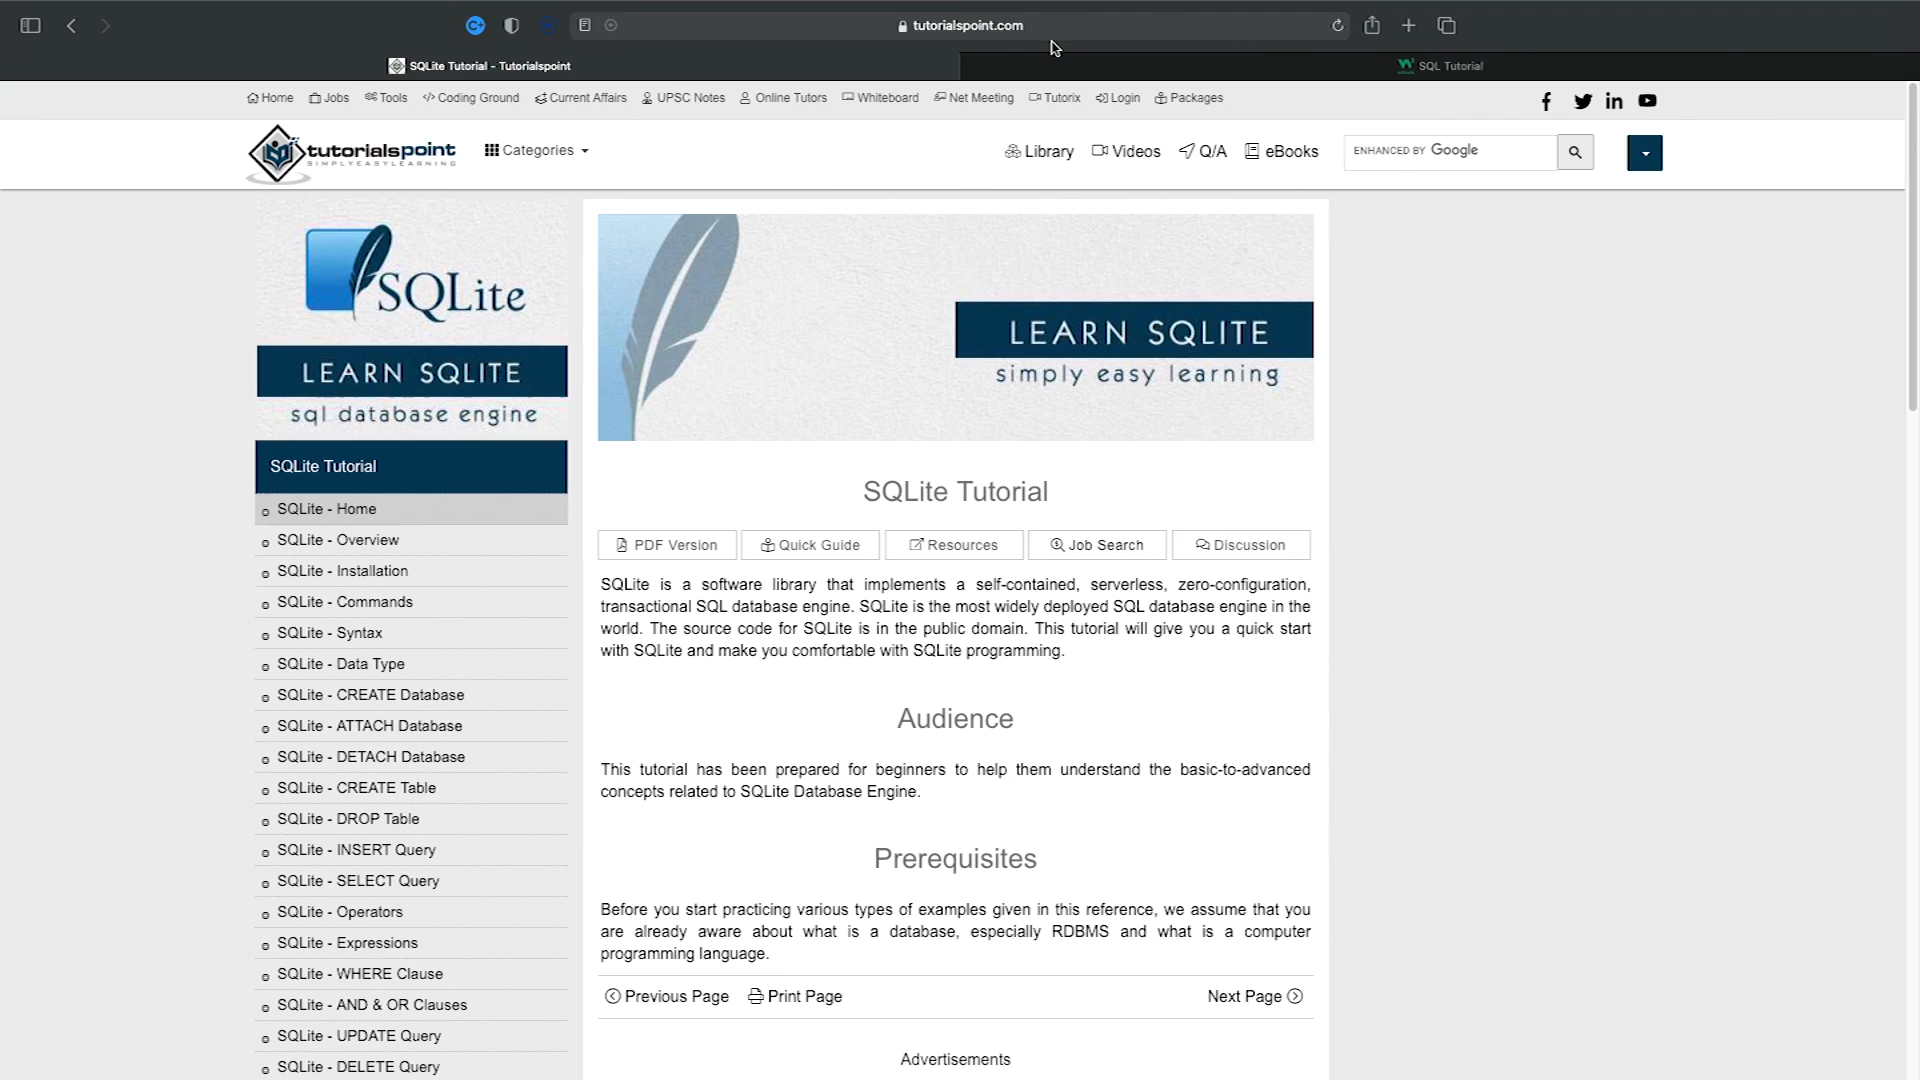 tutorialspoint.com
SQLite Tutorial - Tutorialspoint
SQL Tutorial
Home Jobs Tools Coding Ground Current Affairs UPSC Notes Online Tutors Whiteboard Net Meeting Tutorix Login Packages
tutorialspoint
SIMPLYEASYLEARNING
Categories
Library Videos Q/A eBooks
ENHANCED BY Google
SQLite
LEARN SQLITE
sql database engine
SQLite Tutorial
SQLite - Home
SQLite - Overview
SQLite - Installation
SQLite - Commands
SQLite - Syntax
SQLite - Data Type
SQLite - CREATE Database
SQLite - ATTACH Database
SQLite - DETACH Database
SQLite - CREATE Table
SQLite - DROP Table
SQLite - INSERT Query
SQLite - SELECT Query
SQLite - Operators
SQLite - Expressions
SQLite - WHERE Clause
SQLite - AND & OR Clauses
SQLite - UPDATE Query
SQLite - DELETE Query
LEARN SQLITE
simply easy learning
SQLite Tutorial
PDF Version Quick Guide Resources Job Search Discussion
SQLite is a software library that implements a self-contained, serverless, zero-configuration,
transactional SQL database engine. SQLite is the most widely deployed SQL database engine in the
world. The source code for SQLite is in the public domain. This tutorial will give you a quick start
with SQLite and make you comfortable with SQLite programming.
Audience
This tutorial has been prepared for beginners to help them understand the basic-to-advanced
concepts related to SQLite Database Engine.
Prerequisites
Before you start practicing various types of examples given in this reference, we assume that you
are already aware about what is a database, especially RDBMS and what is a computer
programming language.
Previous Page Print Page Next Page
Advertisements